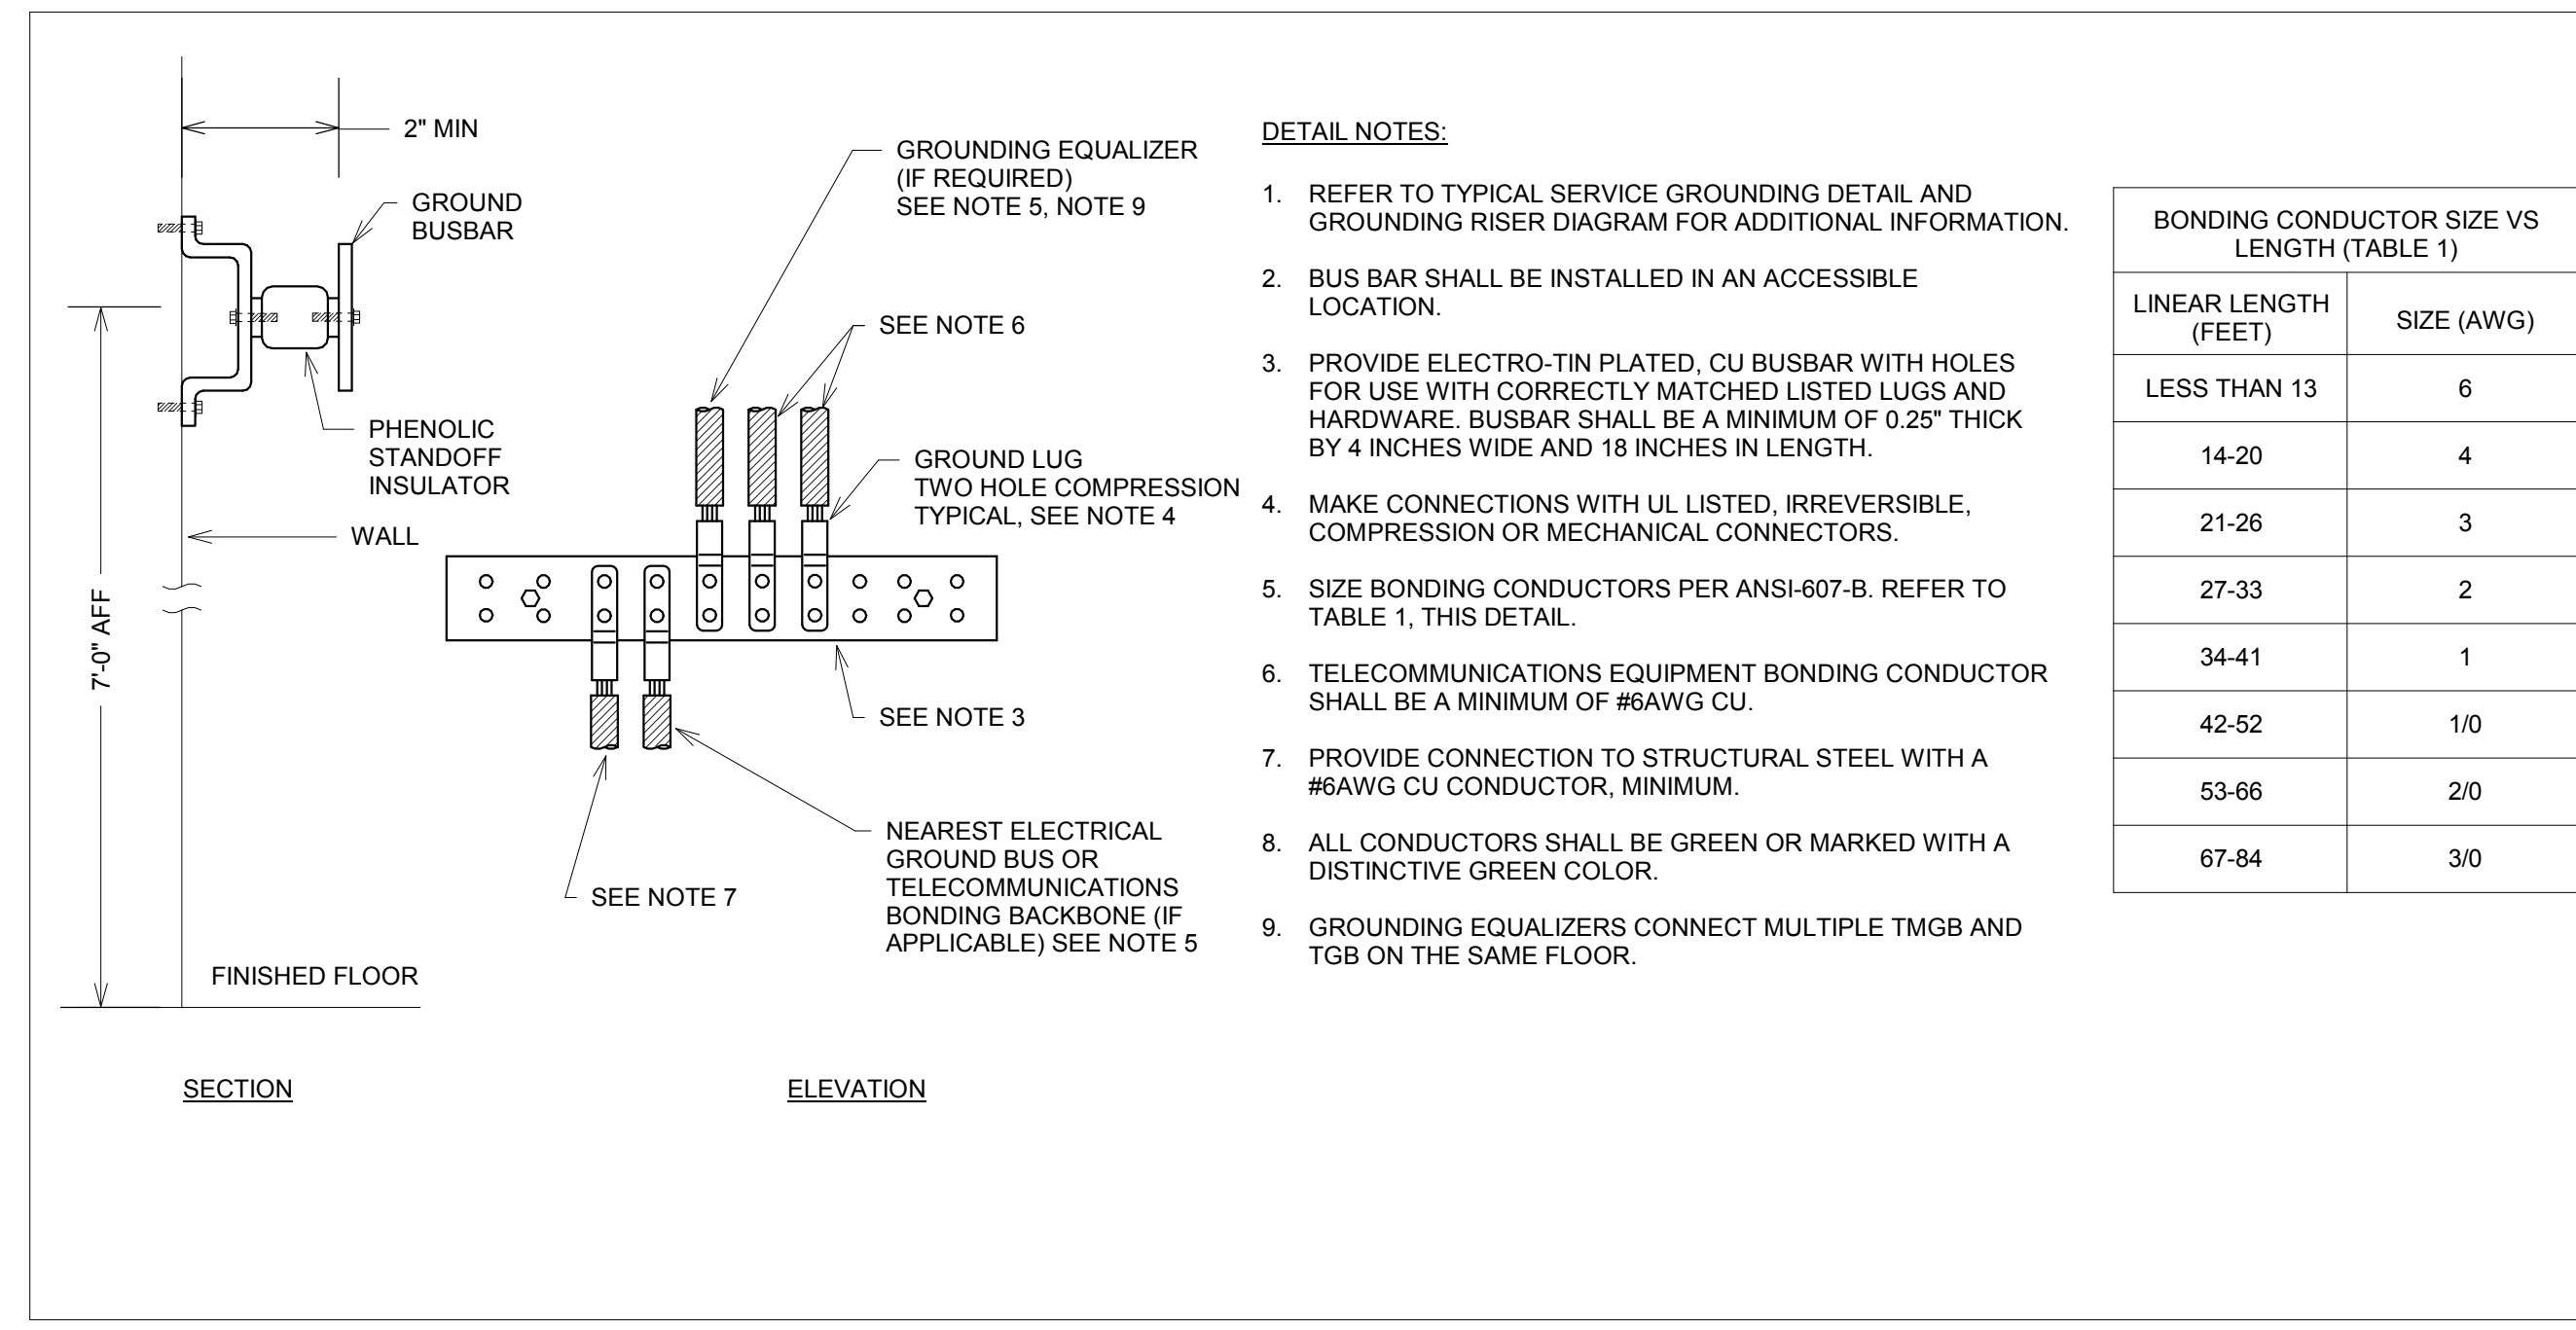 2" MIN
GROUND
BUSBAR
PHENOLIC
STANDOFF
INSULATOR
WALL
7'-0" AFF
FINISHED FLOOR
SECTION
GROUNDING EQUALIZER
(IF REQUIRED)
SEE NOTE 5, NOTE 9
SEE NOTE 6
GROUND LUG
TWO HOLE COMPRESSION
TYPICAL, SEE NOTE 4
SEE NOTE 3
NEAREST ELECTRICAL
GROUND BUS OR
TELECOMMUNICATIONS
BONDING BACKBONE (IF
APPLICABLE) SEE NOTE 5
SEE NOTE 7
ELEVATION
DETAIL NOTES:
1. REFER TO TYPICAL SERVICE GROUNDING DETAIL AND
GROUNDING RISER DIAGRAM FOR ADDITIONAL INFORMATION.
2. BUS BAR SHALL BE INSTALLED IN AN ACCESSIBLE
LOCATION.
3. PROVIDE ELECTRO-TIN PLATED, CU BUSBAR WITH HOLES
FOR USE WITH CORRECTLY MATCHED LISTED LUGS AND
HARDWARE. BUSBAR SHALL BE A MINIMUM OF 0.25" THICK
BY 4 INCHES WIDE AND 18 INCHES IN LENGTH.
4. MAKE CONNECTIONS WITH UL LISTED, IRREVERSIBLE,
COMPRESSION OR MECHANICAL CONNECTORS.
5. SIZE BONDING CONDUCTORS PER ANSI-607-B. REFER TO
TABLE 1, THIS DETAIL.
6. TELECOMMUNICATIONS EQUIPMENT BONDING CONDUCTOR
SHALL BE A MINIMUM OF #6AWG CU.
7. PROVIDE CONNECTION TO STRUCTURAL STEEL WITH A
#6AWG CU CONDUCTOR, MINIMUM.
8. ALL CONDUCTORS SHALL BE GREEN OR MARKED WITH A
DISTINCTIVE GREEN COLOR.
9. GROUNDING EQUALIZERS CONNECT MULTIPLE TMGB AND
TGB ON THE SAME FLOOR.
BONDING CONDUCTOR SIZE VS
LENGTH (TABLE 1)
LINEAR LENGTH
(FEET)
SIZE (AWG)
LESS THAN 13 6
14-20 4
21-26 3
27-33 2
34-41 1
42-52 1/0
53-66 2/0
67-84 3/0